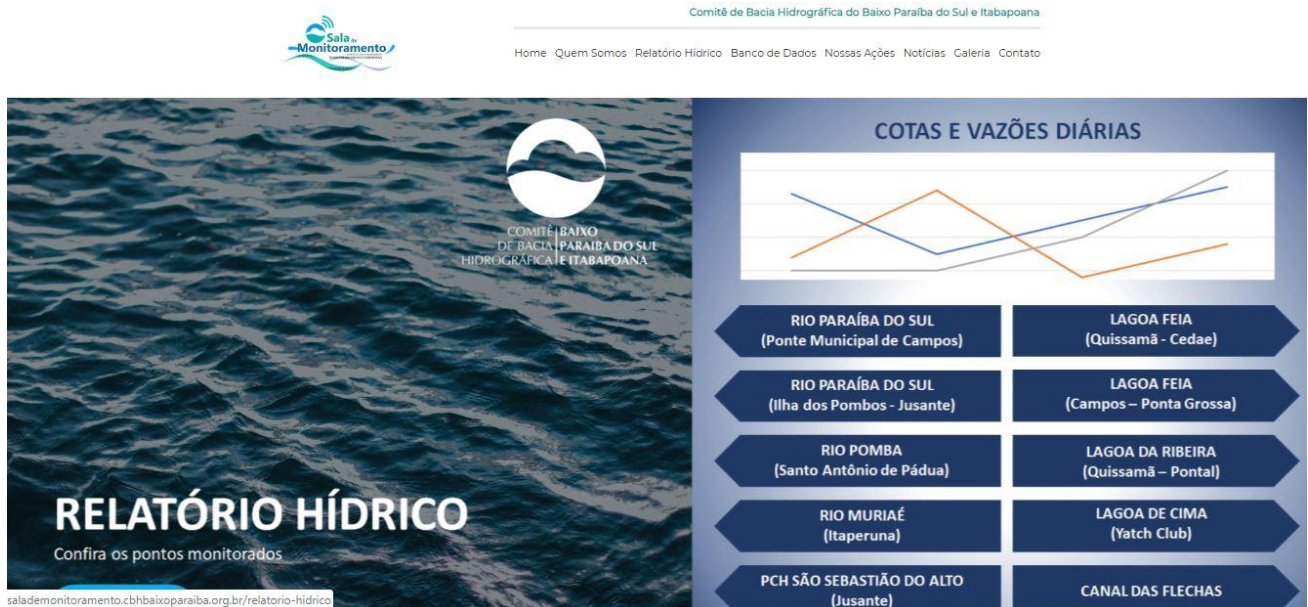 Comitê de Bacia Hidrográfica do Baixo Paraíba do Sul e Itabapoana
Sala de
Monitoramento
Home Quem Somos Relatório Hídrico Banco de Dados Nossas Ações Notícias Galeria Contato
COMITÊ
DE BACIA
HIDROGRÁFICA
BAIXO
PARAIBA DO SUL
E ITABAPOANA
RELATÓRIO HÍDRICO
Confira os pontos monitorados
COTAS E VAZÕES DIÁRIAS
RIO PARAÍBA DO SUL
(Ponte Municipal de Campos)
LAGOA FEIA
(Quissamã - Cedae)
RIO PARAÍBA DO SUL
(Ilha dos Pombos - Jusante)
LAGOA FEIA
(Campos – Ponta Grossa)
RIO POMBA
(Santo Antônio de Pádua)
LAGOA DA RIBEIRA
(Quissamã – Pontal)
RIO MURIAÉ
(Itaperuna)
LAGOA DE CIMA
(Yatch Club)
PCH SÃO SEBASTIÃO DO ALTO
(Jusante)
CANAL DAS FLECHAS
salademonitoramento.cbhbaixoparaiba.org.br/relatorio-hidrico